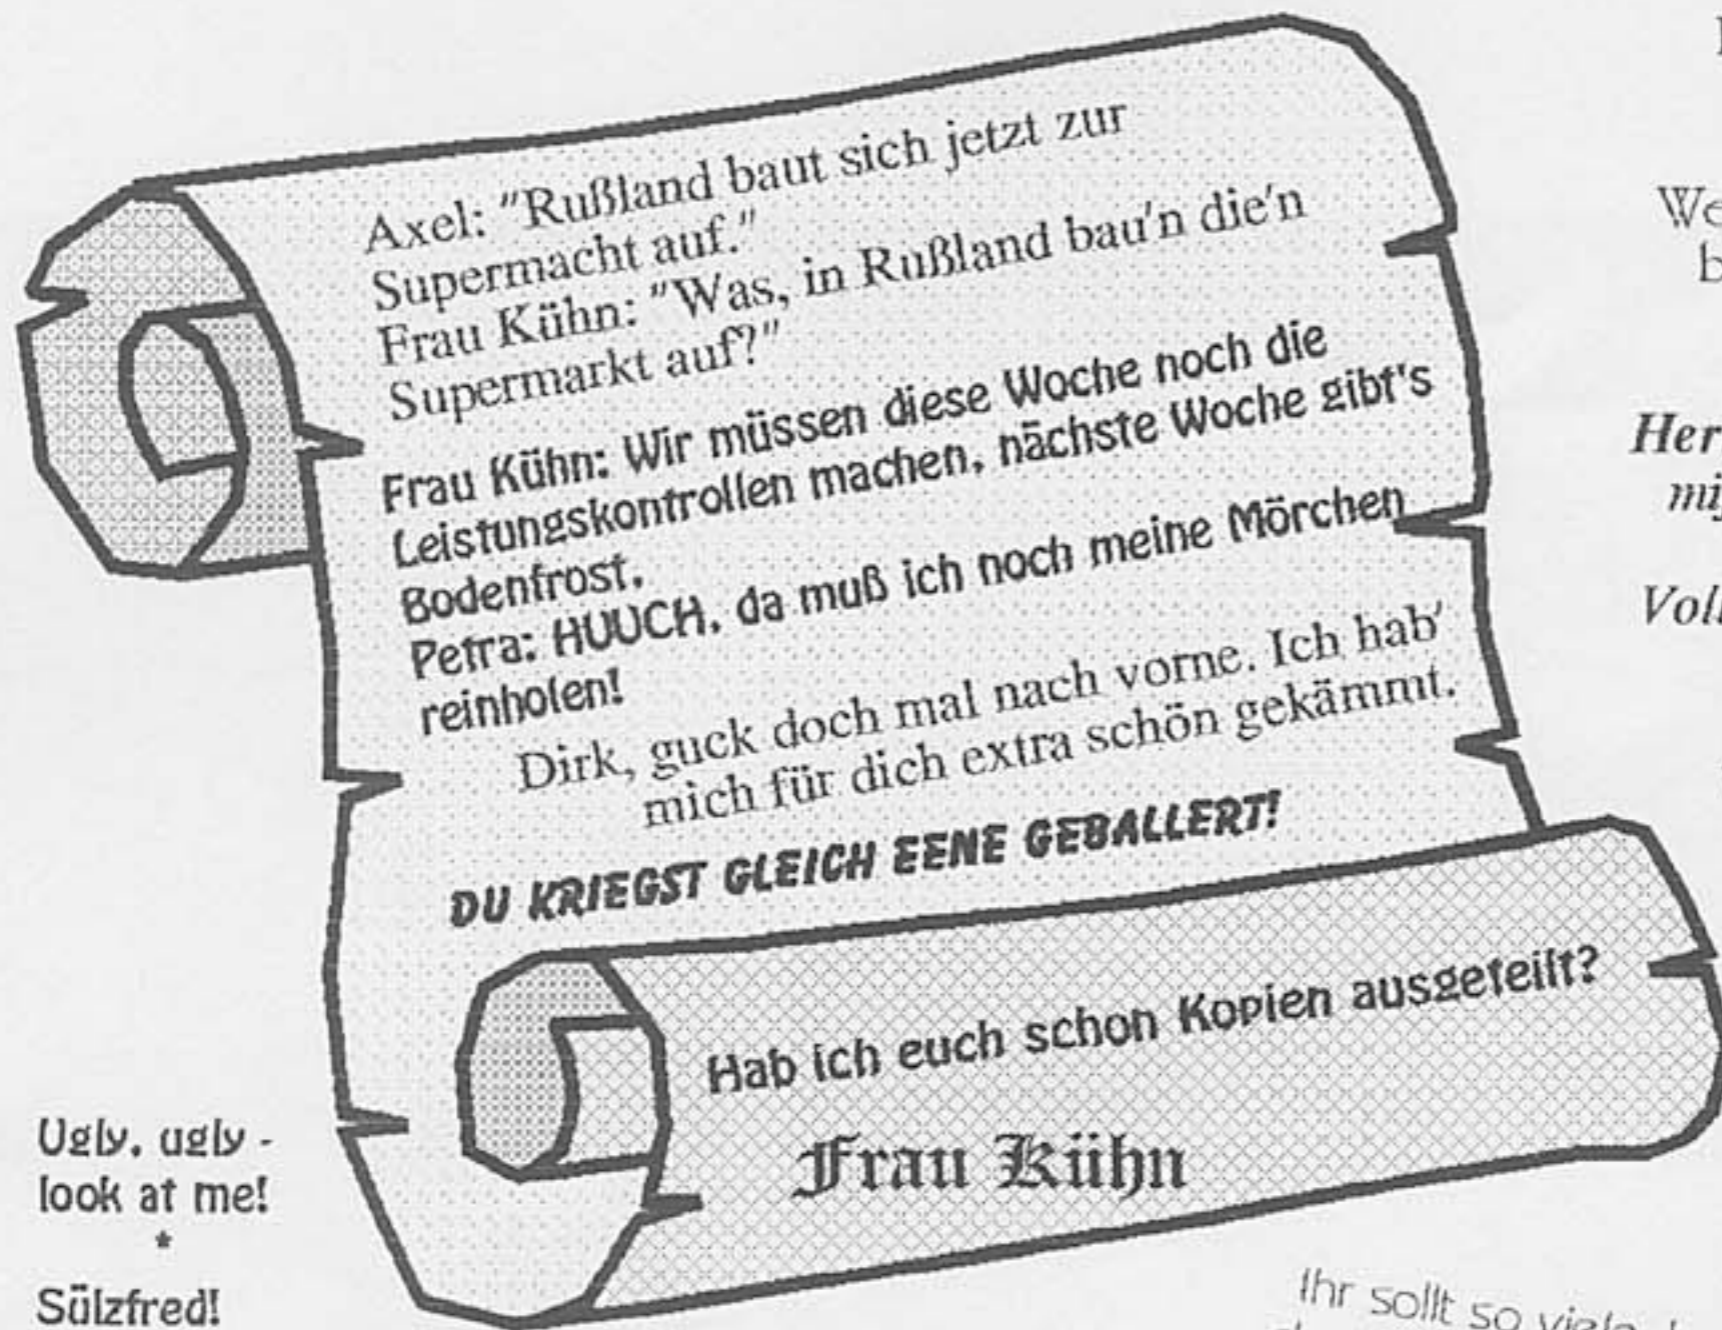 Axel: "Rußland baut sich jetzt zur
Supermacht auf."
Frau Kühn: "Was, in Rußland bau'n die'n
Supermarkt auf?"
Frau Kühn: Wir müssen diese Woche noch die
Leistungskontrollen machen, nächste Woche gibt's
Bodenfrost.
Petra: HUUCH, da muß ich noch meine Mörchen
reinholen!
Dirk, guck doch mal nach vorne. Ich hab'
mich für dich extra schön gekämmt.
DU KRIEGST GLEICH EENE GEBALLERT!
Hab ich euch schon Kopien ausgeteilt?
Frau Kühn
Ugly, ugly -
look at me!
*
Sülzfred!
Her
Voll
Ihr sollt so viele